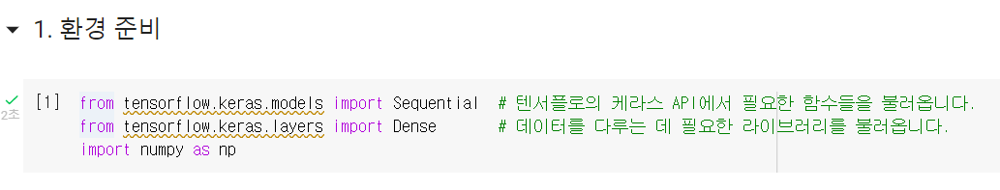 1. 환경 준비
[1] from tensorflow.keras.models import Sequential # 텐서플로의 케라스 API에서 필요한 함수들을 불러옵니다.
2초 from tensorflow.keras.layers import Dense # 데이터를 다루는 데 필요한 라이브러리를 불러옵니다.
import numpy as np